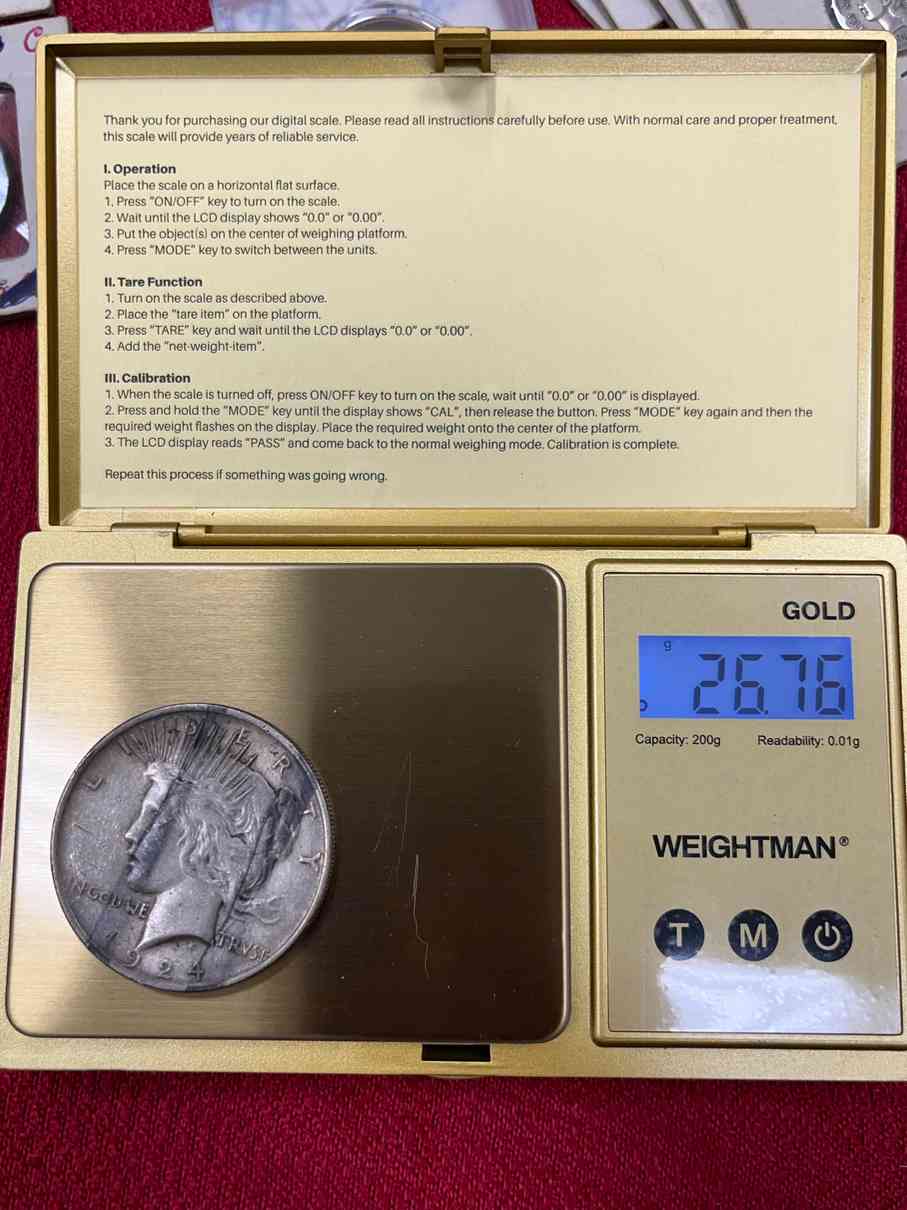 Thank you for purchasing our digital scale. Please read all instructions carefully before use. With normal care and proper treatment,
this scale will provide years of reliable service.
I. Operation
Place the scale on a horizontal flat surface.
1. Press "ON/OFF" key to turn on the scale.
2. Wait until the LCD display shows "0.0" or "0.00".
3. Put the object(s) on the center of weighing platform.
4. Press "MODE" key to switch between the units.
II. Tare Function
1. Turn on the scale as described above.
2. Place the "tare item" on the platform.
3. Press "TARE" key and wait until the LCD displays "0.0" or "0.00".
4. Add the "net-weight-item".
III. Calibration
1. When the scale is turned off, press ON/OFF key to turn on the scale, wait until "0.0" or "0.00" is displayed.
2. Press and hold the "MODE" key until the display shows "CAL", then release the button. Press "MODE" key again and then the
required weight flashes on the display. Place the required weight onto the center of the platform.
3. The LCD display reads "PASS" and come back to the normal weighing mode. Calibration is complete.
Repeat this process if something was going wrong.
GOLD
g
26.76
Capacity: 200g Readability: 0.01g
WEIGHTMAN®
T M
LIBERTY
IN GOD WE TRVST
1924